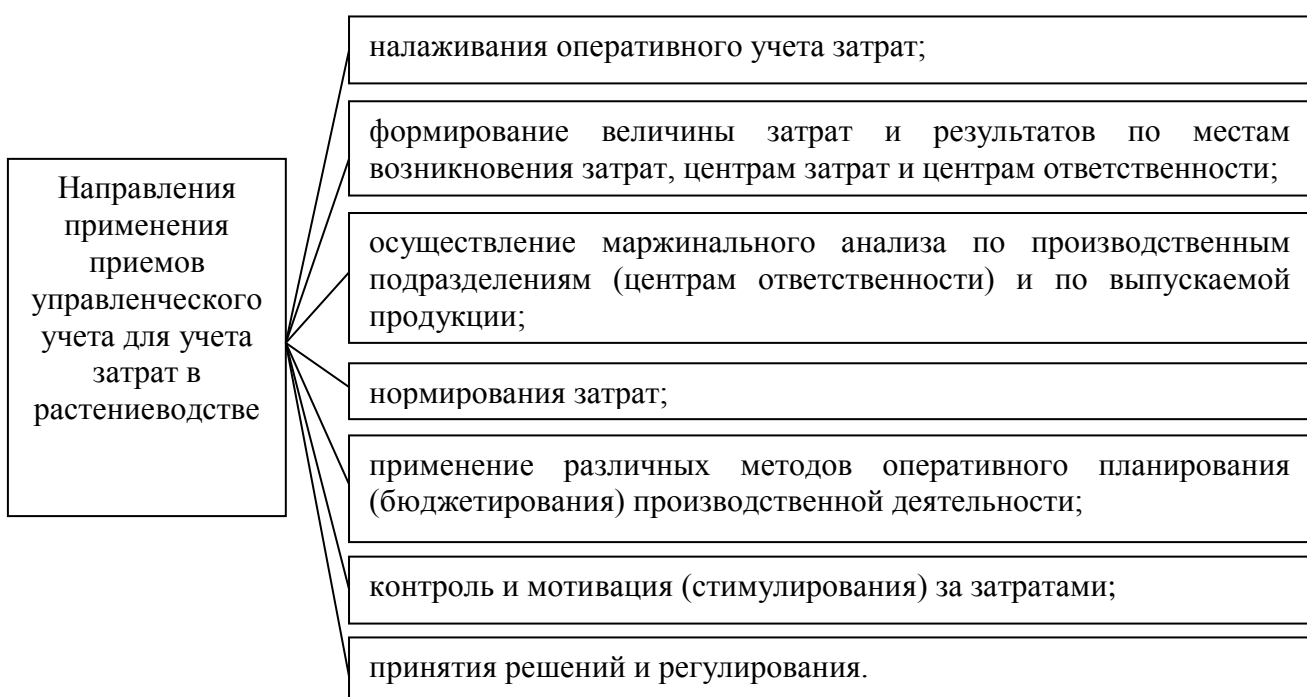 Направления
применения
приемов
управленческого
учета для учета
затрат в
растениеводстве
налаживания оперативного учета затрат;
формирование величины затрат и результатов по местам
возникновения затрат, центрам затрат и центрам ответственности;
осуществление маржинального анализа по производственным
подразделениям (центрам ответственности) и по выпускаемой
продукции;
нормирования затрат;
применение различных методов оперативного планирования
(бюджетирования) производственной деятельности;
контроль и мотивация (стимулирования) за затратами;
принятия решений и регулирования.